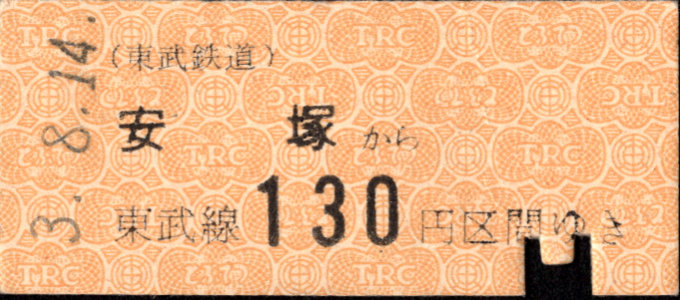 3. 8.14.
(東武鉄道)
安塚から
東武線130円区間ゆき